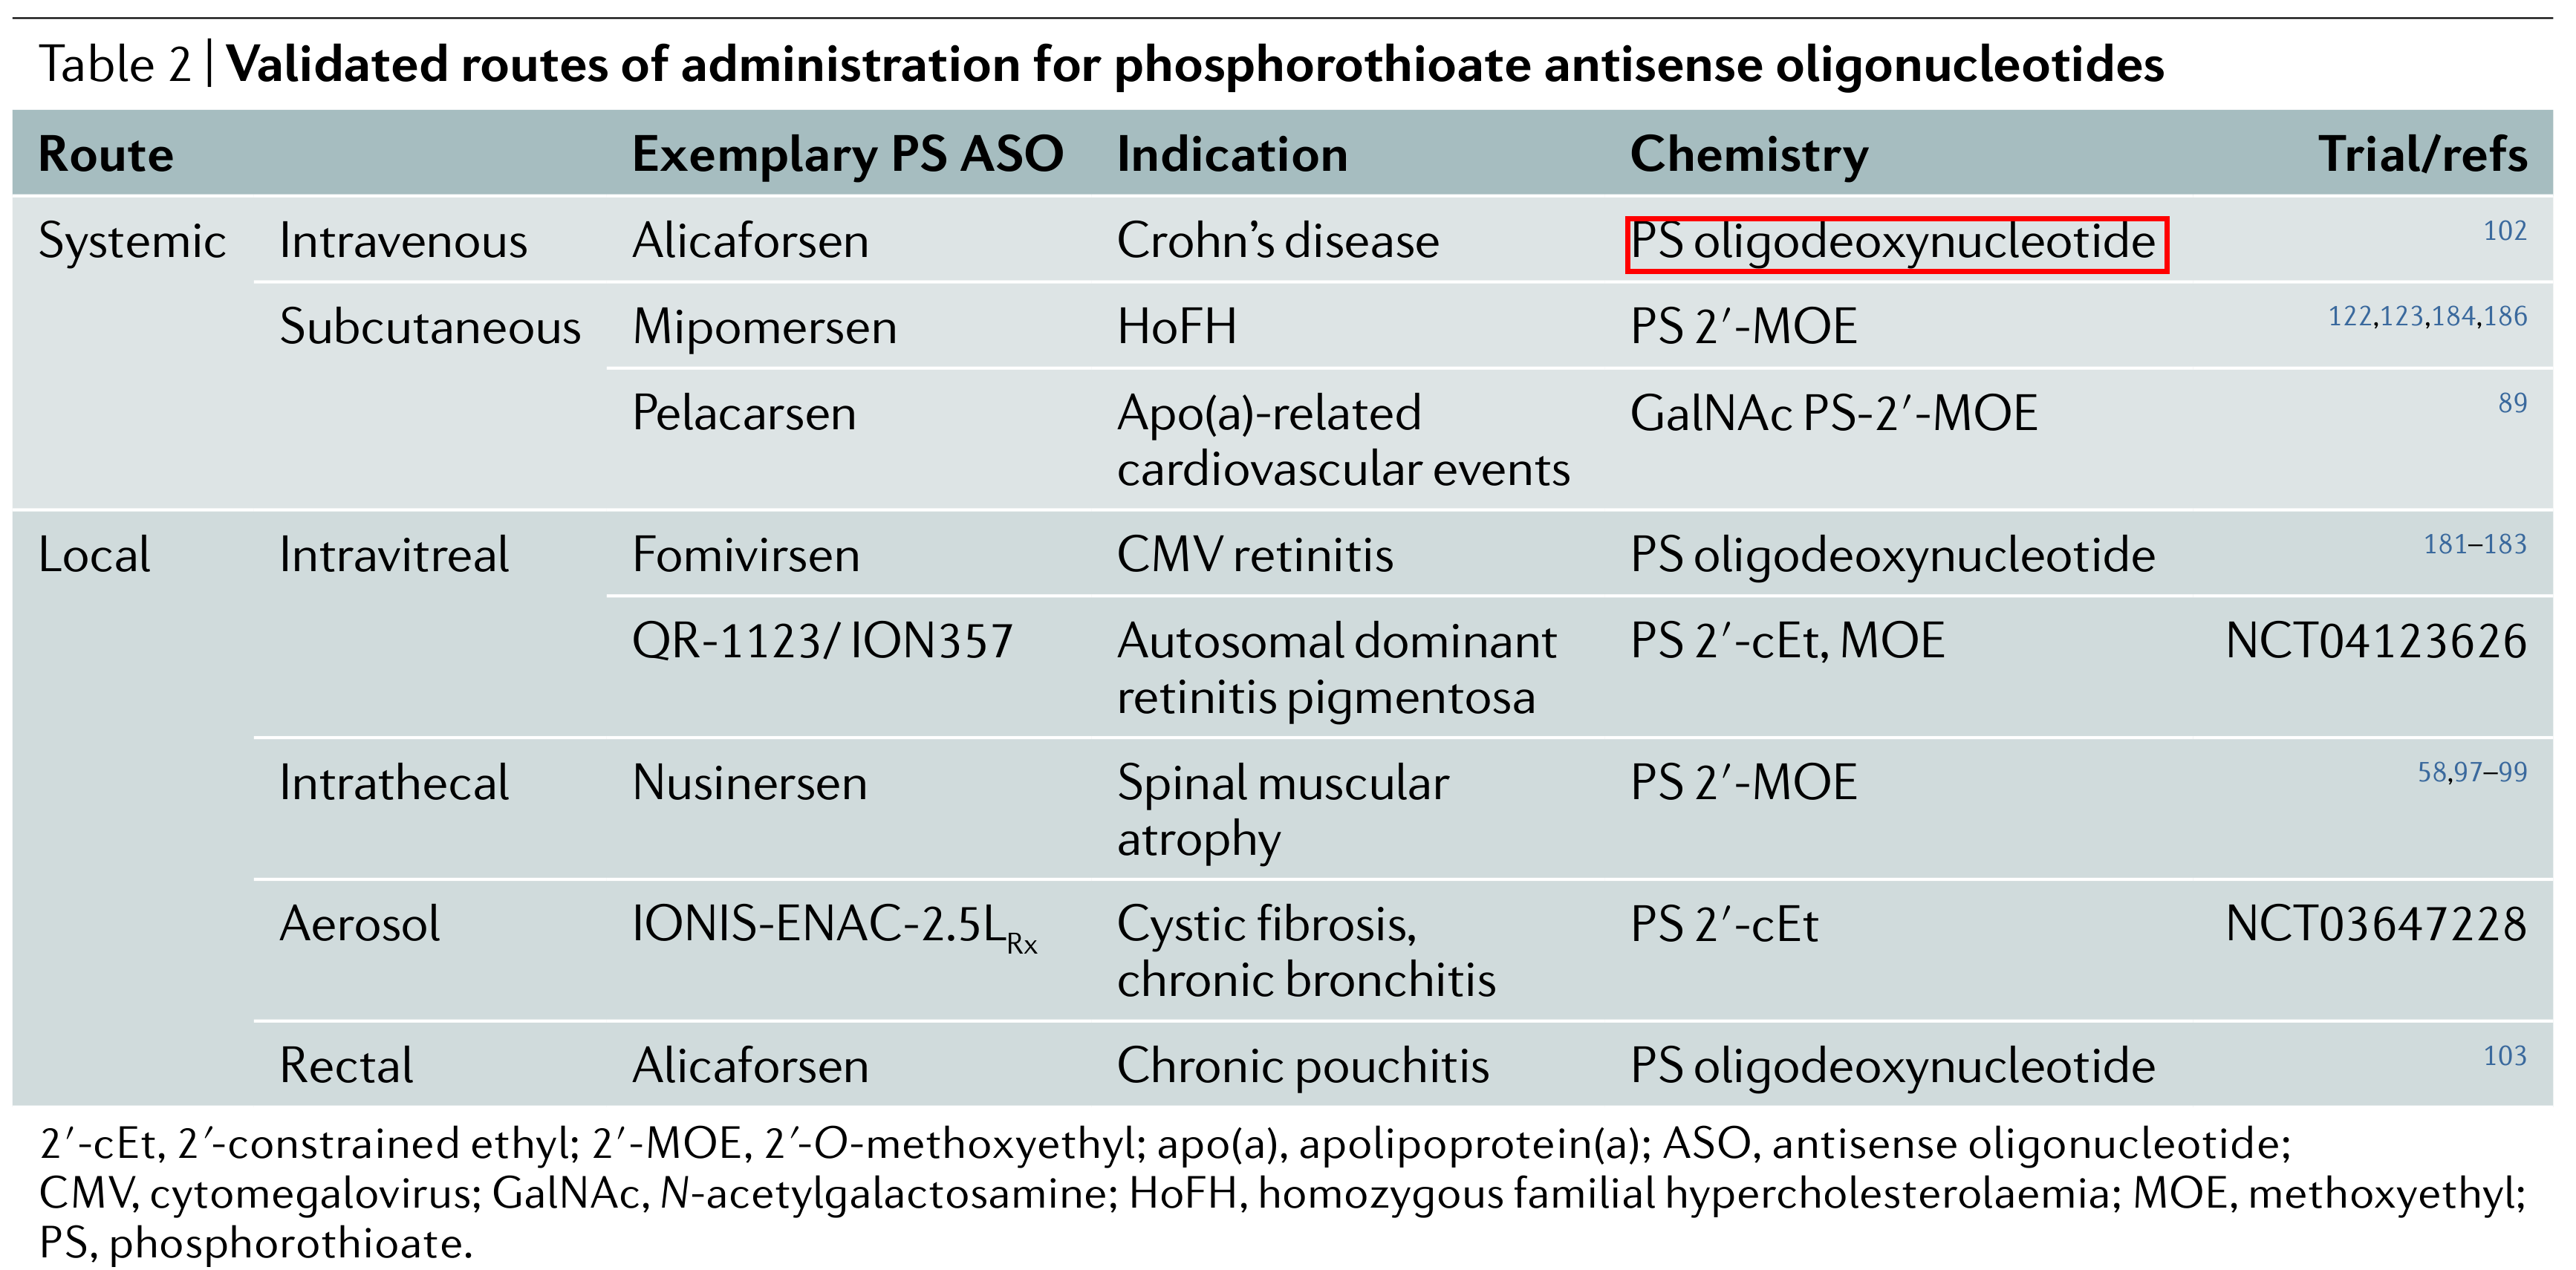 Table 2 | Validated routes of administration for phosphorothioate antisense oligonucleotides
Route Exemplary PS ASO Indication Chemistry Trial/refs
Systemic Intravenous Alicaforsen Crohn’s disease PS oligodeoxynucleotide 102
Subcutaneous Mipomersen HoFH PS 2′-MOE 122,123,184,186
Pelacarsen Apo(a)-related GalNAc PS-2′-MOE 89
cardiovascular events
Local Intravitreal Fomivirsen CMV retinitis PS oligodeoxynucleotide 181–183
QR-1123/ ION357 Autosomal dominant PS 2′-cEt, MOE NCT04123626
retinitis pigmentosa
Intrathecal Nusinersen Spinal muscular PS 2′-MOE 58,97–99
atrophy
Aerosol IONIS-ENAC-2.5LRx Cystic fibrosis, PS 2′-cEt NCT03647228
chronic bronchitis
Rectal Alicaforsen Chronic pouchitis PS oligodeoxynucleotide 103
2′-cEt, 2′-constrained ethyl; 2′-MOE, 2′-O-methoxyethyl; apo(a), apolipoprotein(a); ASO, antisense oligonucleotide;
CMV, cytomegalovirus; GalNAc, N-acetylgalactosamine; HoFH, homozygous familial hypercholesterolaemia; MOE, methoxyethyl;
PS, phosphorothioate.